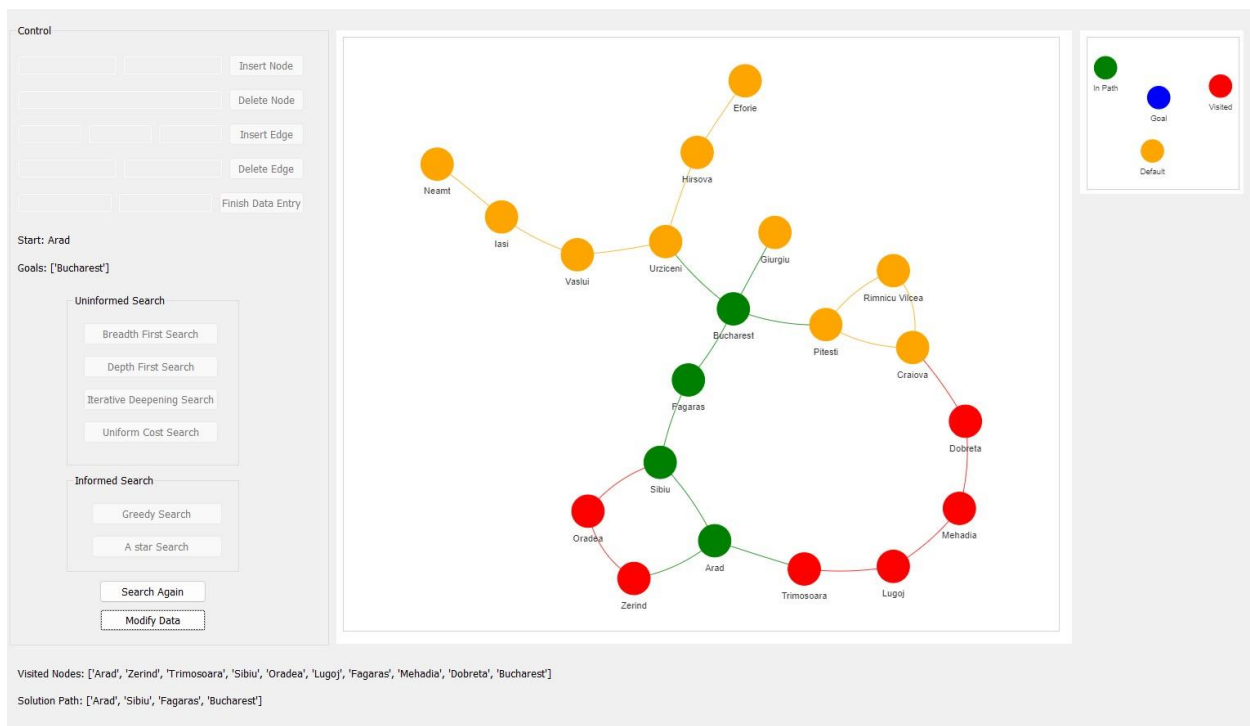 Control
Insert Node
Delete Node
Insert Edge
Delete Edge
Finish Data Entry
Start: Arad
Goals: ['Bucharest']
Uninformed Search
Breadth First Search
Depth First Search
Iterative Deepening Search
Uniform Cost Search
Informed Search
Greedy Search
A star Search
Search Again
Modify Data
Eforie
Hirsova
Neamt
Iasi
Vaslui
Urziceni
Giurgiu
Rimnicu Vilcea
Bucharest
Pitesti
Craiova
Fagaras
Dobreta
Sibiu
Oradea
Mehadia
Arad
Zerind
Trimosoara
Lugoj
In Path
Goal
Visited
Default
Visited Nodes: ['Arad', 'Zerind', 'Trimosoara', 'Sibiu', 'Oradea', 'Lugoj', 'Fagaras', 'Mehadia', 'Dobreta', 'Bucharest']
Solution Path: ['Arad', 'Sibiu', 'Fagaras', 'Bucharest']